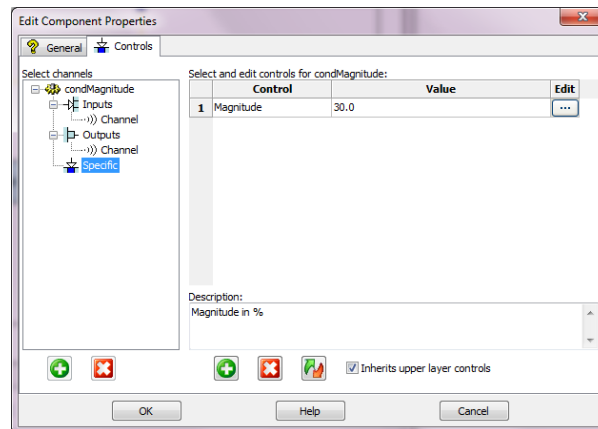 Edit Component Properties
General Controls
Select channels
condMagnitude
Inputs
Channel
Outputs
Channel
Specific
Select and edit controls for condMagnitude:
Control Value Edit
1 Magnitude 30.0 ...
Description:
Magnitude in %
Inherits upper layer controls
OK Help Cancel